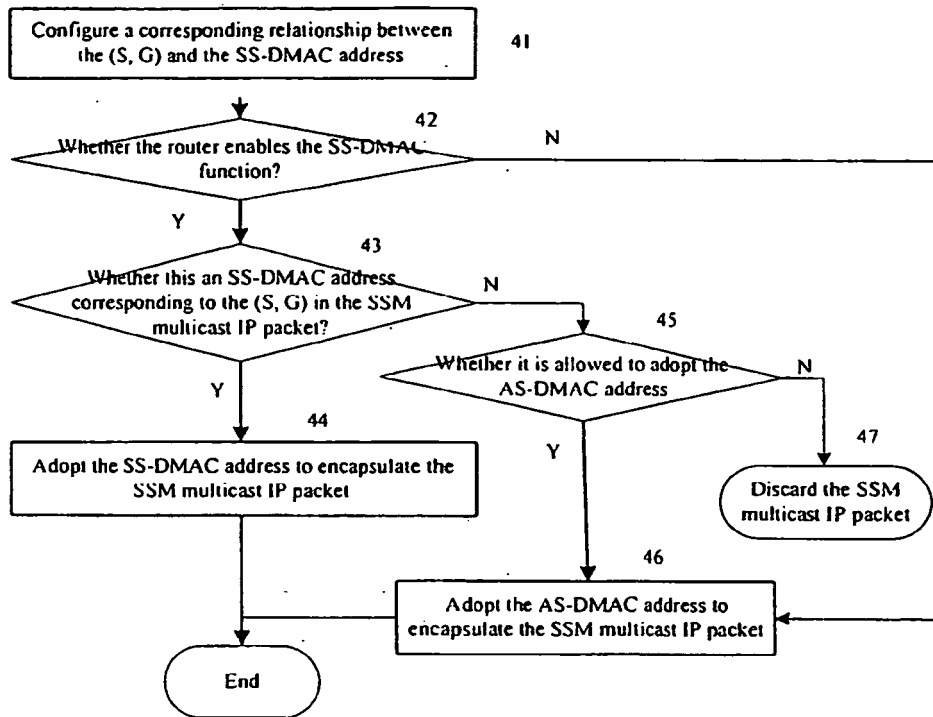 Configure a corresponding relationship between
the (S, G) and the SS-DMAC address
41
42
Whether the router enables the SS-DMAC
function?
N
Y
43
Whether this an SS-DMAC address
corresponding to the (S, G) in the SSM
multicast IP packet?
N
45
Whether it is allowed to adopt the
AS-DMAC address
N
Y
44
Y
47
Adopt the SS-DMAC address to encapsulate the
SSM multicast IP packet
Discard the SSM
multicast IP packet
46
Adopt the AS-DMAC address to
encapsulate the SSM multicast IP packet
End